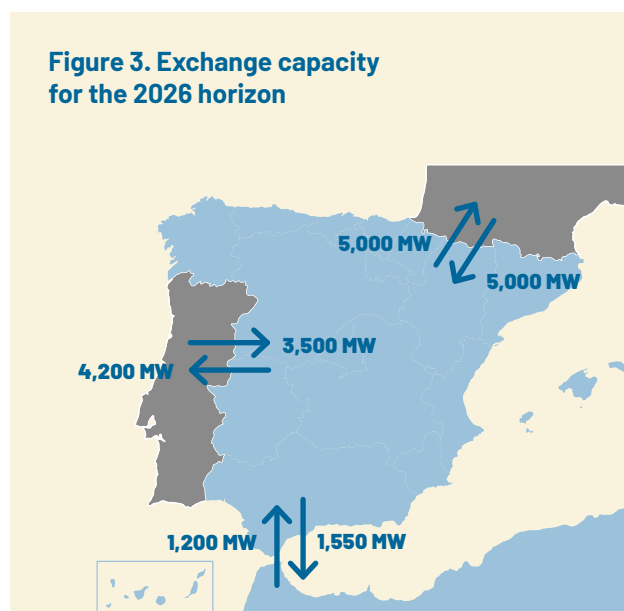 Figure 3. Exchange capacity
for the 2026 horizon
5,000 MW
5,000 MW
3,500 MW
4,200 MW
1,200 MW
1,550 MW